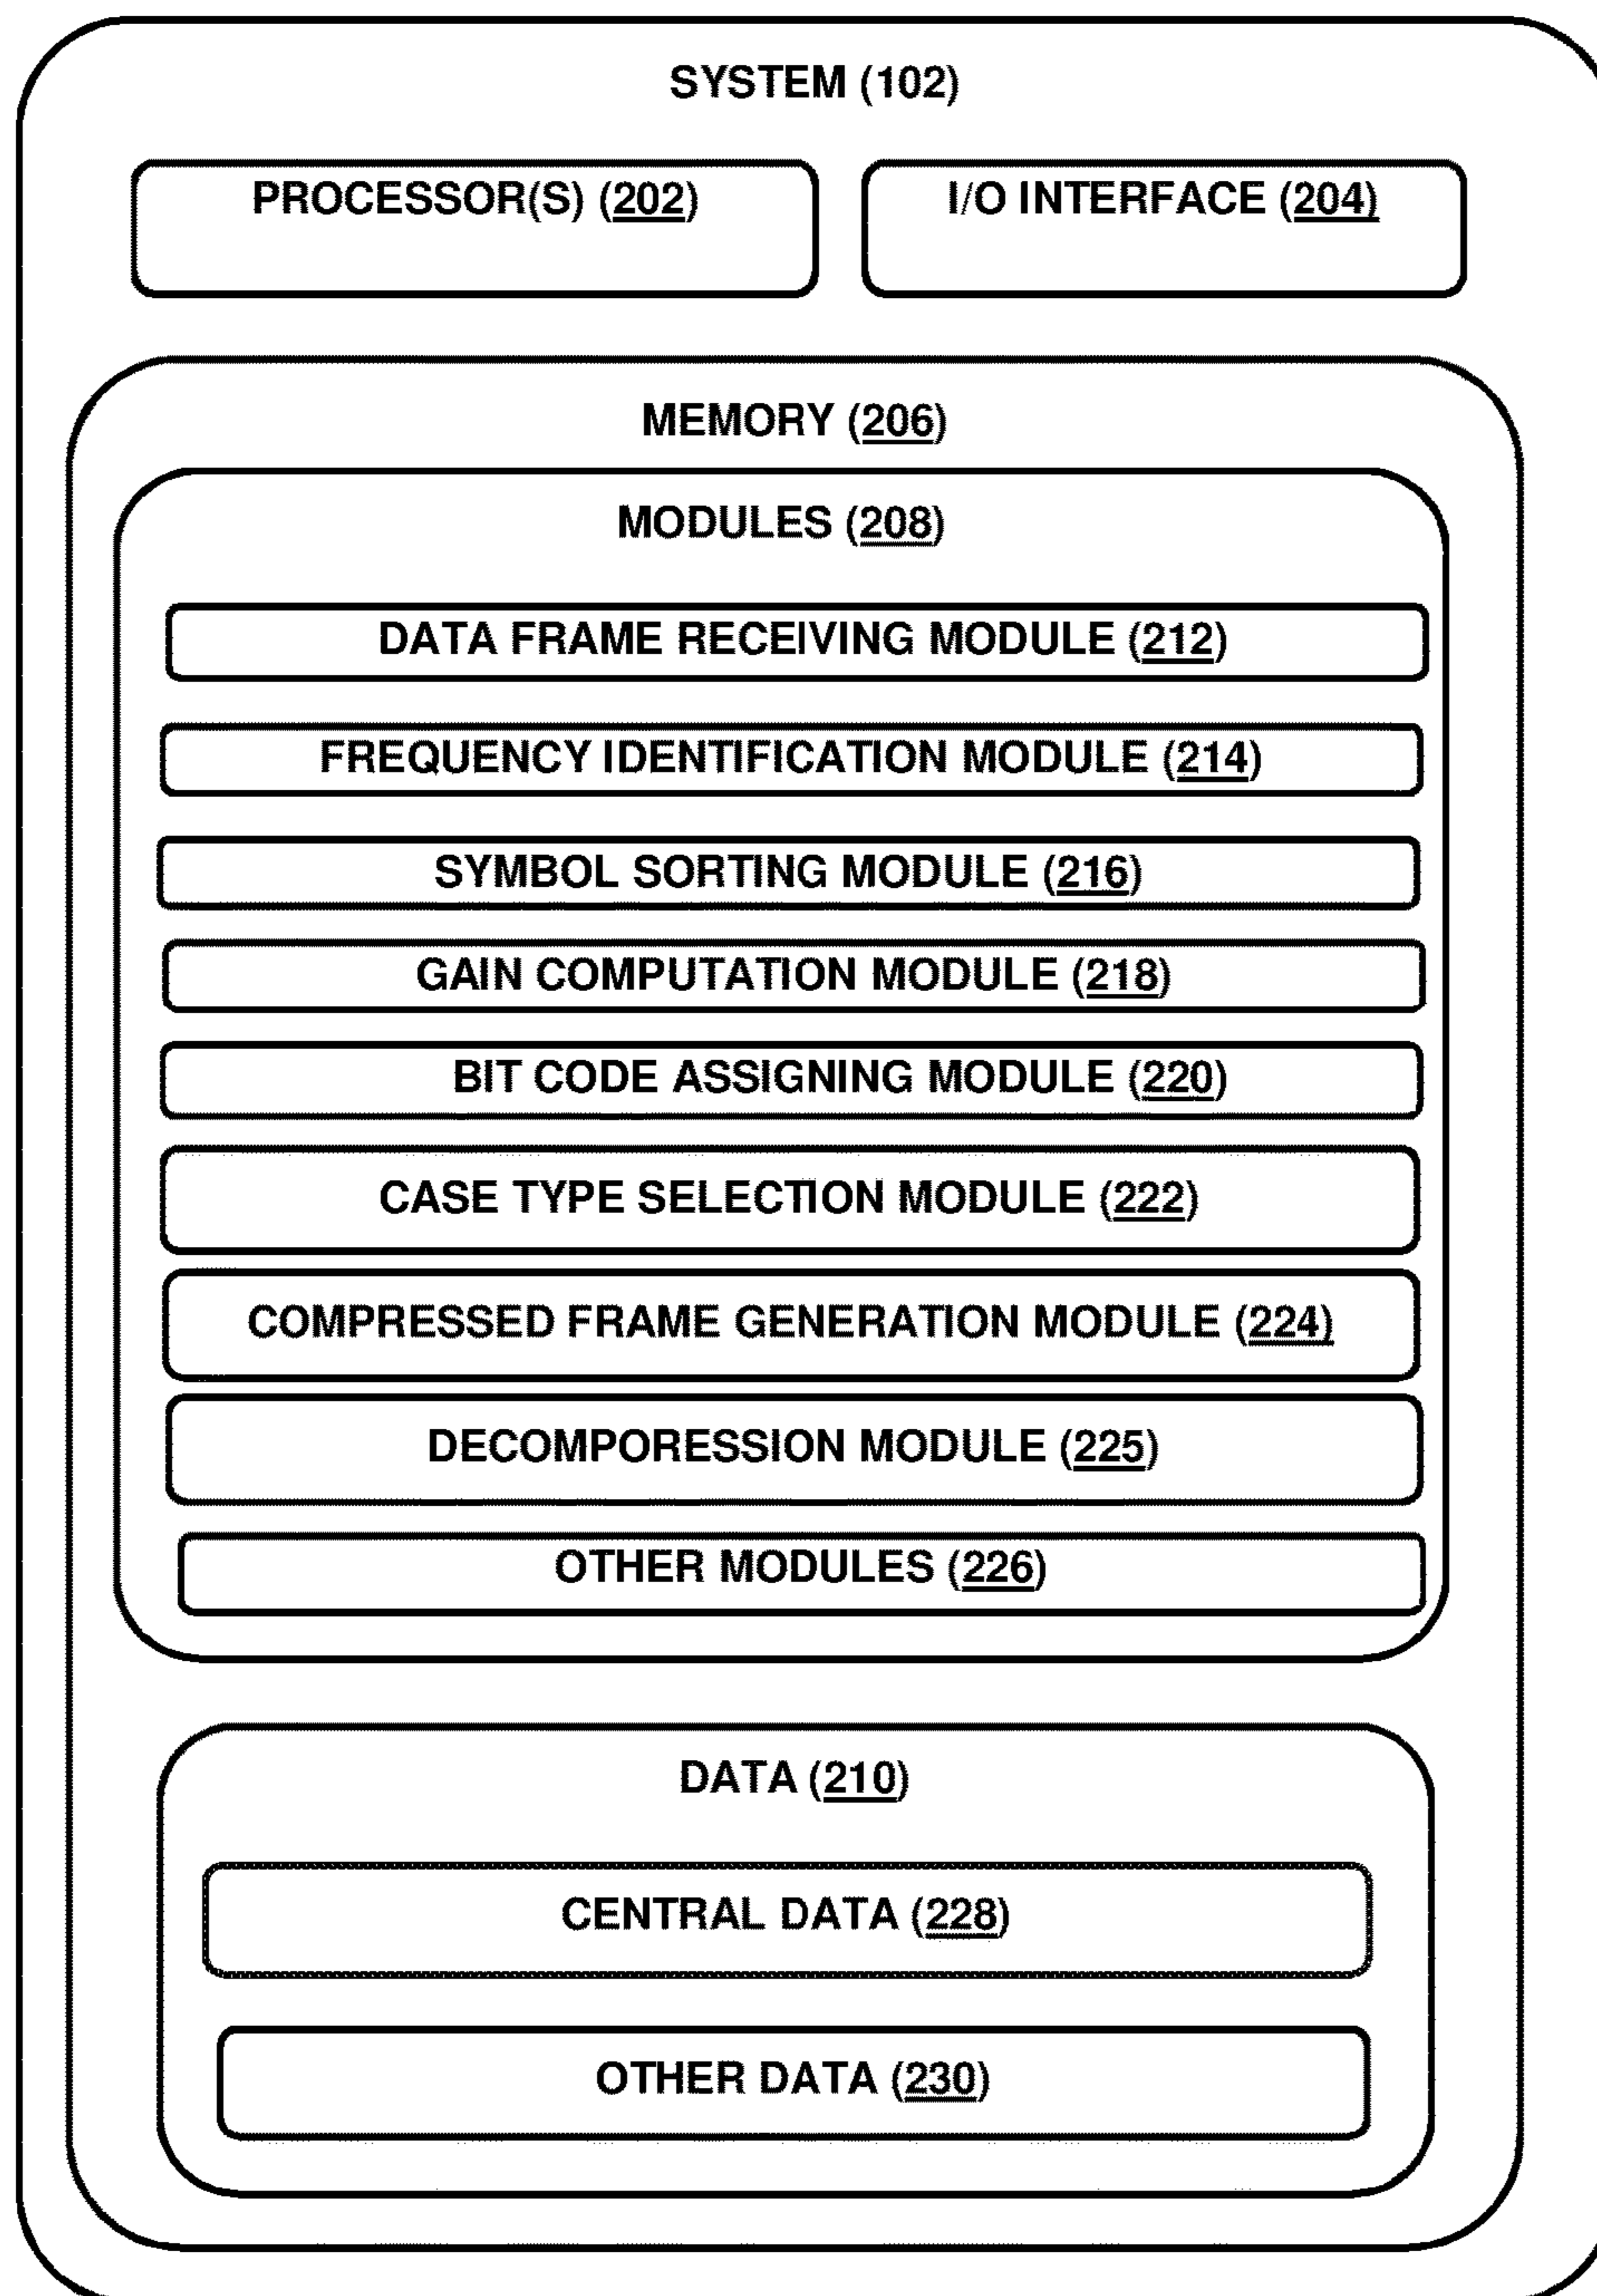 SYSTEM (102)
PROCESSOR(S) (202)
I/O INTERFACE (204)
MEMORY (206)
MODULES (208)
DATA FRAME RECEIVING MODULE (212)
FREQUENCY IDENTIFICATION MODULE (214)
SYMBOL SORTING MODULE (216)
GAIN COMPUTATION MODULE (218)
BIT CODE ASSIGNING MODULE (220)
CASE TYPE SELECTION MODULE (222)
COMPRESSED FRAME GENERATION MODULE (224)
DECOMPORESSION MODULE (225)
OTHER MODULES (226)
DATA (210)
CENTRAL DATA (228)
OTHER DATA (230)